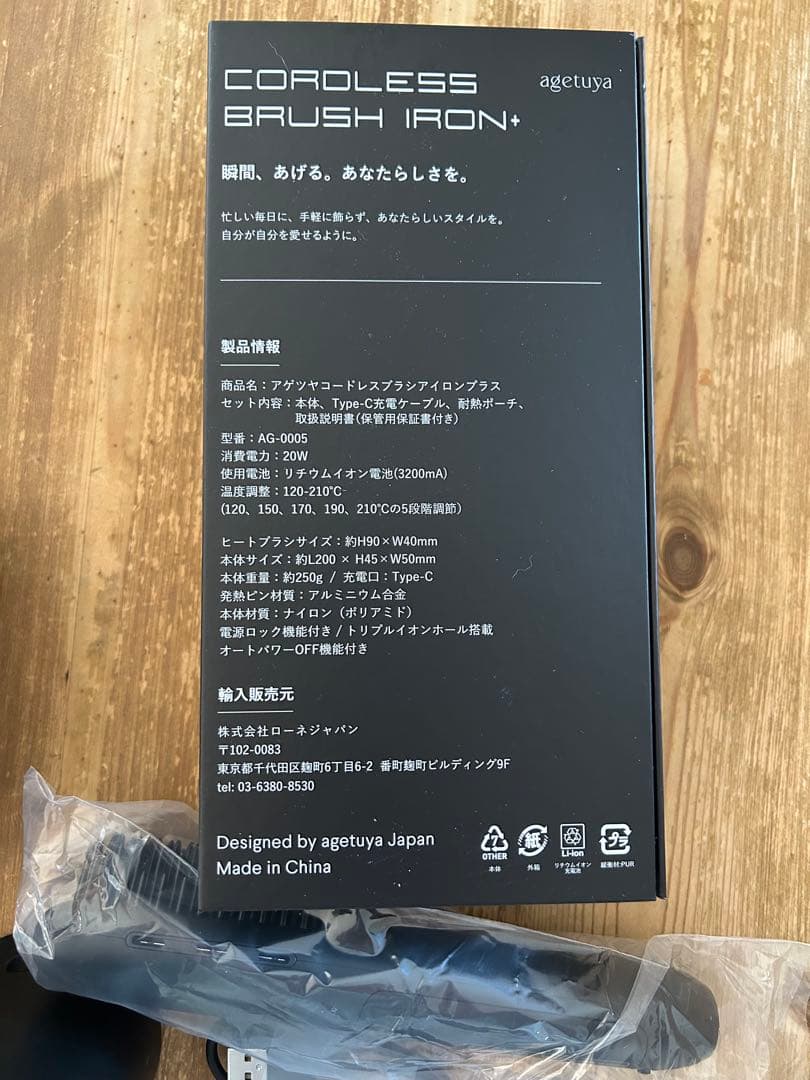 CORDLESS
BRUSH IRON+
agetuya
瞬間、あげる。あなたらしさを。
忙しい毎日に、手軽に飾らず、あなたらしいスタイルを。
自分が自分を愛せるように。
製品情報
商品名：アゲツヤコードレスブラシアイロンプラス
セット内容：本体、Type-C充電ケーブル、耐熱ポーチ、
取扱説明書(保管用保証書付き)
型番：AG-0005
消費電力：20W
使用電池：リチウムイオン電池(3200mA)
温度調整：120-210℃
(120、150、170、190、210℃の5段階調節)
ヒートブラシサイズ：約H90×W40mm
本体サイズ：約L200 × H45×W50mm
本体重量：約250g / 充電口：Type-C
発熱ピン材質：アルミニウム合金
本体材質：ナイロン（ポリアミド）
電源ロック機能付き / トリプルイオンホール搭載
オートパワーOFF機能付き
輸入販売元
株式会社ローネジャパン
〒102-0083
東京都千代田区麹町6丁目6-2 番町麹町ビルディング9F
tel: 03-6380-8530
Designed by agetuya Japan
Made in China
7
OTHER
本体
紙
外箱
Li-ion
リチウムイオン
充電池
プラ
緩衝材:PUR